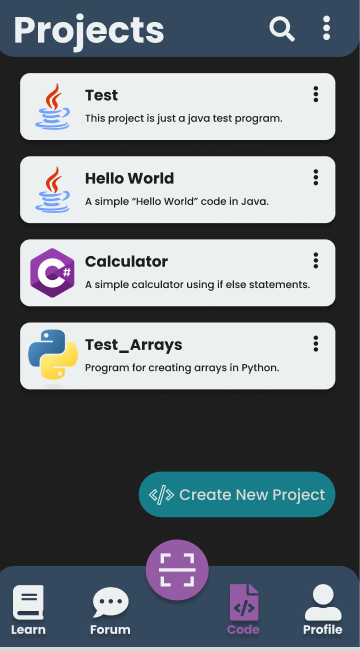 Projects
Test
This project is just a java test program.
Hello World
A simple “Hello World” code in Java.
C#
Calculator
A simple calculator using if else statements.
Test_Arrays
Program for creating arrays in Python.
</> Create New Project
</>
Learn
Forum
Code
Profile